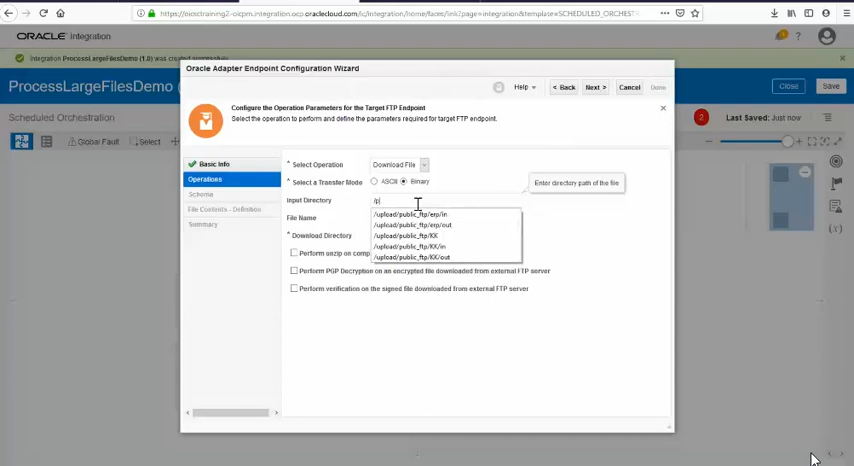 https://oicsctraining2-oicpm.integration.ocp.oraclecloud.com/ic/integration/home/faces/link?page=integration&template=SCHEDULED_ORCHEST
ORACLE Integration
Integration ProcessLargeFilesDemo (1.0) was created successfully.
ProcessLargeFilesDemo (
Close
Save
Scheduled Orchestration
2
Last Saved: Just now
Global Fault
Select
Oracle Adapter Endpoint Configuration Wizard
Help
< Back
Next >
Cancel
Done
Configure the Operation Parameters for the Target FTP Endpoint
Select the operation to perform and define the parameters required for target FTP endpoint.
Basic Info
Operations
Schema
File Contents - Definition
Summary
* Select Operation
Download File
* Select a Transfer Mode
ASCII
Binary
Enter directory path of the file
Input Directory
/p
File Name
/upload/public_ftp/erp/in
/upload/public_ftp/erp/out
* Download Directory
/upload/public_ftp/KX
/upload/public_ftp/KX/in
Perform unzip on comp
/upload/public_ftp/KX/out
Perform PGP Decryption on an encrypted file downloaded from external FTP server
Perform verification on the signed file downloaded from external FTP server
(x)